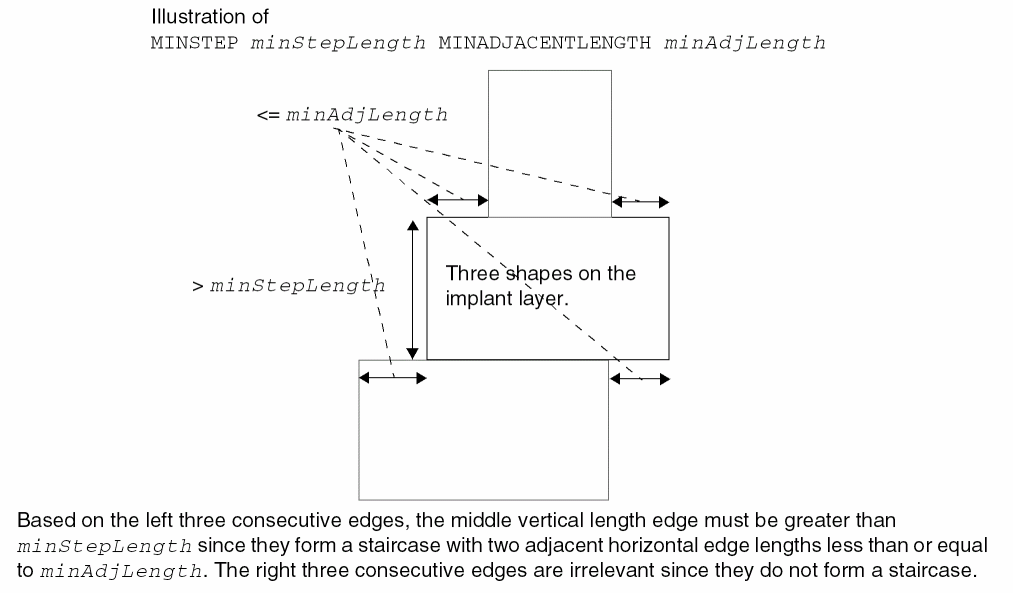 Illustration of
MINSTEP minStepLength MINADJACENTLENGTH minAdjLength
<= minAdjLength
> minStepLength
Three shapes on the
implant layer.
Based on the left three consecutive edges, the middle vertical length edge must be greater than
minStepLength since they form a staircase with two adjacent horizontal edge lengths less than or equal
to minAdjLength. The right three consecutive edges are irrelevant since they do not form a staircase.